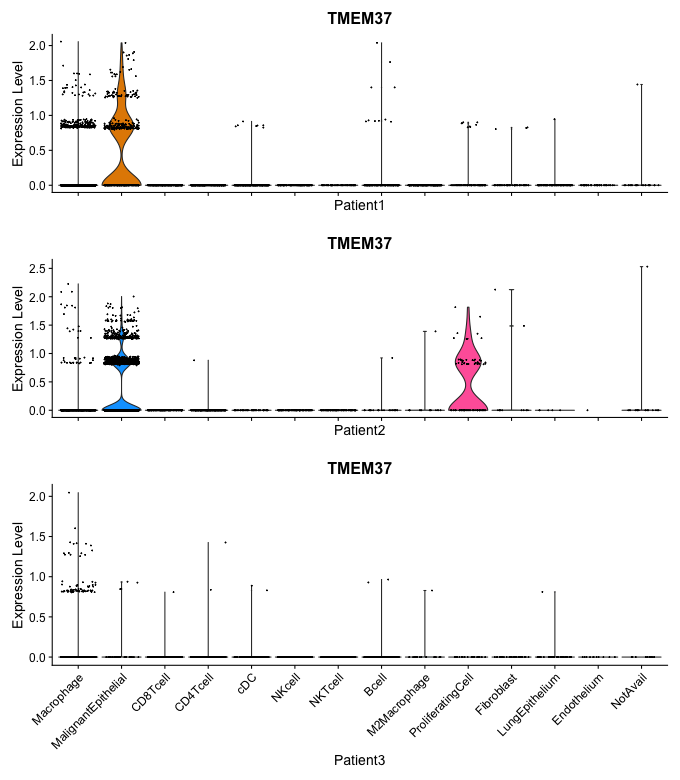 TMEM37
Expression Level
2.0
1.5
1.0
0.5
0.0
Patient1
TMEM37
Expression Level
2.5
2.0
1.5
1.0
0.5
0.0
Patient2
TMEM37
Expression Level
2.0
1.5
1.0
0.5
0.0
Macrophage
MalignantEpithelial
CD8Tcell
CD4Tcell
cDC
NKcell
NKTcell
Bcell
M2Macrophage
ProliferatingCell
Fibroblast
LungEpithelium
Endothelium
NotAvail
Patient3